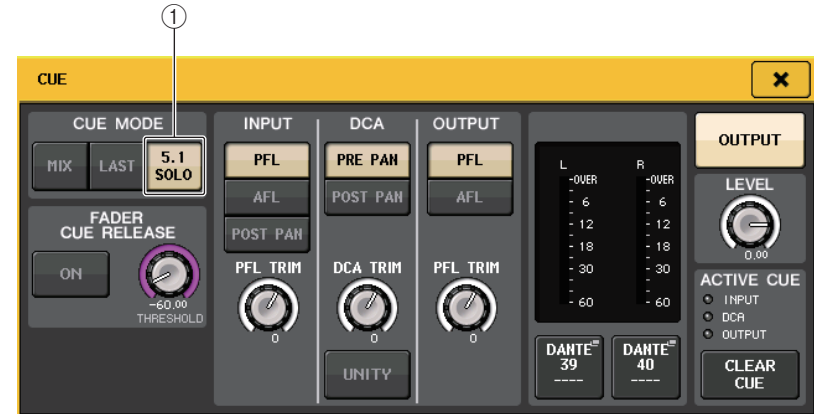 ①
CUE
CUE MODE
MIX
LAST
5.1
SOLO
FADER
CUE RELEASE
ON
-60.00
THRESHOLD
INPUT
PFL
AFL
POST PAN
PFL TRIM
0
DCA
PRE PAN
POST PAN
DCA TRIM
0
UNITY
OUTPUT
PFL
AFL
PFL TRIM
0
L
R
-OVER
-OVER
- 6
- 6
- 12
- 12
- 18
- 18
- 30
- 30
- 60
- 60
DANTE
39
----
DANTE
40
----
OUTPUT
LEVEL
0.00
ACTIVE CUE
INPUT
DCA
OUTPUT
CLEAR
CUE